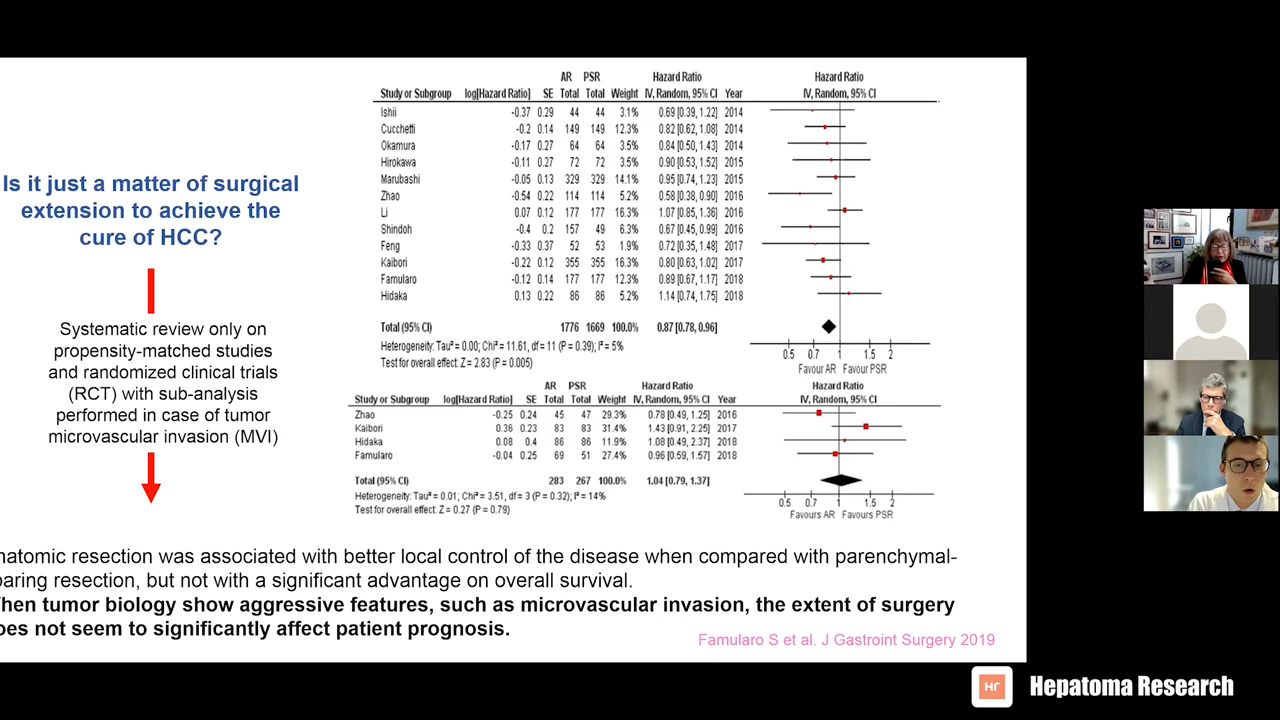 Is it just a matter of surgical
extension to achieve the
cure of HCC?
Systematic review only on
propensity-matched studies
and randomized clinical trials
(RCT) with sub-analysis
performed in case of tumor
microvascular invasion (MVI)
AR PSR Hazard Ratio Hazard Ratio
Study or Subgroup log[Hazard Ratio] SE Total Total Weight IV, Random, 95% CI Year IV, Random, 95% CI
Ishii -0.37 0.29 44 44 3.1% 0.69 [0.39, 1.22] 2014
Cucchetti -0.2 0.14 149 149 12.3% 0.82 [0.62, 1.08] 2014
Okamura -0.17 0.27 64 64 3.6% 0.84 [0.50, 1.43] 2014
Hirokawa -0.11 0.27 72 72 3.6% 0.90 [0.53, 1.52] 2015
Marubashi -0.05 0.13 329 329 14.1% 0.95 [0.74, 1.23] 2015
Zhao -0.54 0.22 114 114 5.3% 0.58 [0.38, 0.90] 2016
Li 0.07 0.12 177 177 16.3% 1.07 [0.85, 1.36] 2016
Shindoh -0.4 0.2 157 49 6.3% 0.67 [0.45, 0.99] 2016
Feng -0.33 0.37 52 53 1.9% 0.72 [0.35, 1.48] 2017
Kaibori -0.22 0.12 355 355 16.2% 0.80 [0.63, 1.02] 2017
Famularo -0.12 0.14 177 177 12.1% 0.89 [0.67, 1.17] 2018
Hidaka 0.13 0.22 86 86 5.2% 1.14 [0.74, 1.75] 2018
Total (95% CI) 1776 1669 100.0% 0.87 [0.78, 0.96]
Heterogeneity: Tau² = 0.00; Chi² = 11.61, df = 11 (P = 0.39); I² = 5%
Test for overall effect: Z = 2.83 (P = 0.005)
0.5 0.7 1 1.5 2
Favour AR Favour PSR
AR PSR Hazard Ratio Hazard Ratio
Study or Subgroup log[Hazard Ratio] SE Total Total Weight IV, Random, 95% CI Year IV, Random, 95% CI
Zhao -0.25 0.24 45 47 29.3% 0.78 [0.49, 1.25] 2016
Kaibori 0.36 0.23 83 83 31.4% 1.43 [0.91, 2.25] 2017
Hidaka 0.08 0.4 86 86 11.9% 1.08 [0.49, 2.37] 2018
Famularo -0.04 0.25 69 51 27.4% 0.96 [0.59, 1.57] 2018
Total (95% CI) 283 267 100.0% 1.04 [0.79, 1.37]
Heterogeneity: Tau² = 0.01; Chi² = 3.51, df = 3 (P = 0.32); I² = 14%
Test for overall effect: Z = 0.27 (P = 0.79)
0.5 0.7 1 1.5 2
Favours AR Favours PSR
natomic resection was associated with better local control of the disease when compared with parenchymal-
paring resection, but not with a significant advantage on overall survival.
hen tumor biology show aggressive features, such as microvascular invasion, the extent of surgery
oes not seem to significantly affect patient prognosis.
Famularo S et al. J Gastroint Surgery 2019
Hr Hepatoma Research